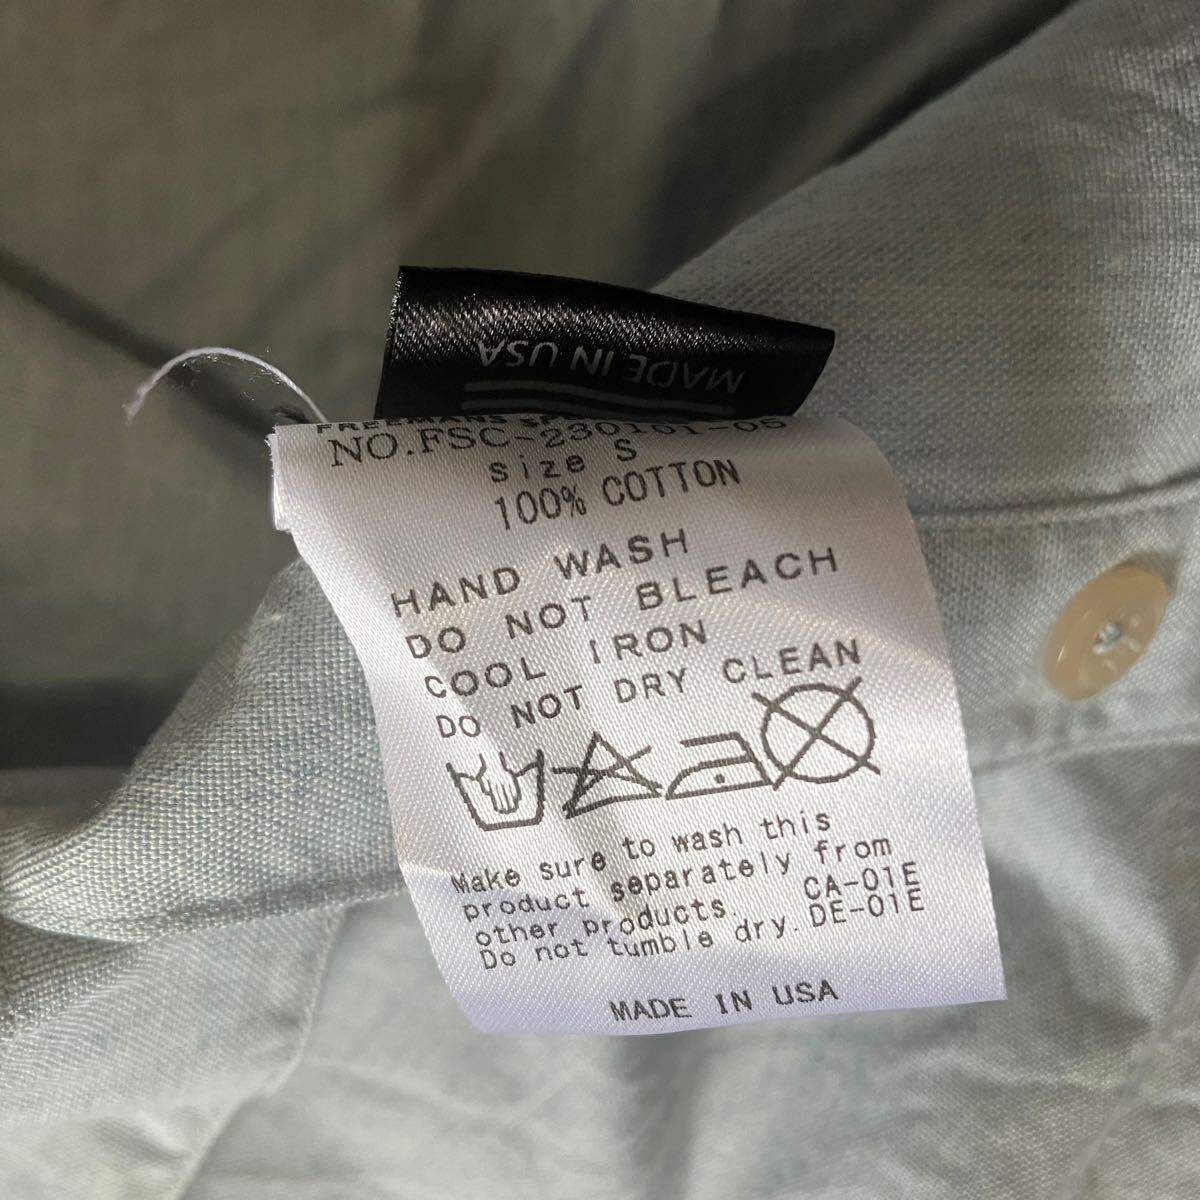 MADE IN USA
FREEMANS
NO.FSC-230101-05
Size S
100% COTTON
HAND WASH
DO NOT BLEACH
COOL IRON
DO NOT DRY CLEAN
Make sure to wash this
product separately from
other products. CA-01E
Do not tumble dry. DE-01E
MADE IN USA